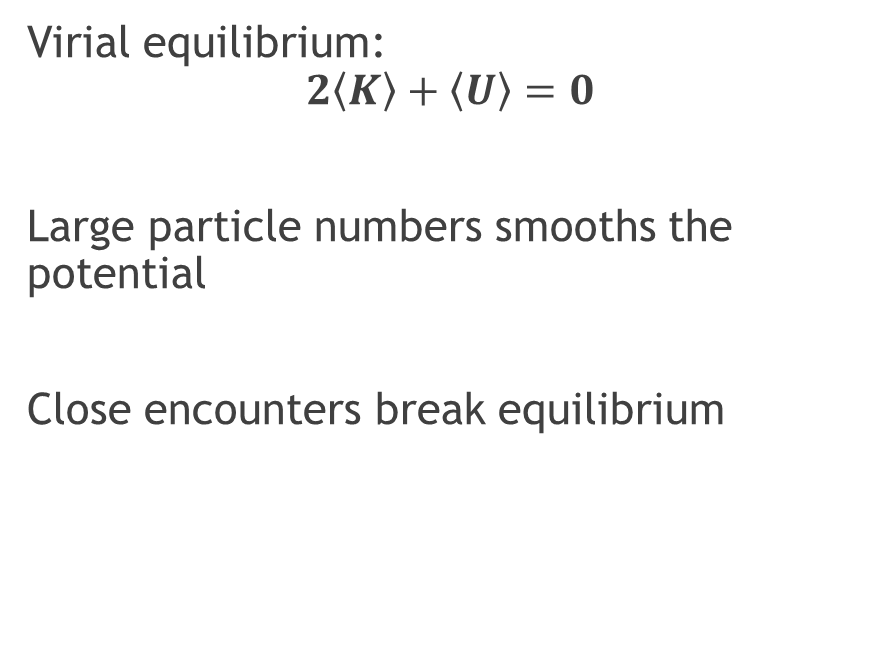 Virial equilibrium:
2⟨K⟩ + ⟨U⟩ = 0
Large particle numbers smooths the
potential
Close encounters break equilibrium